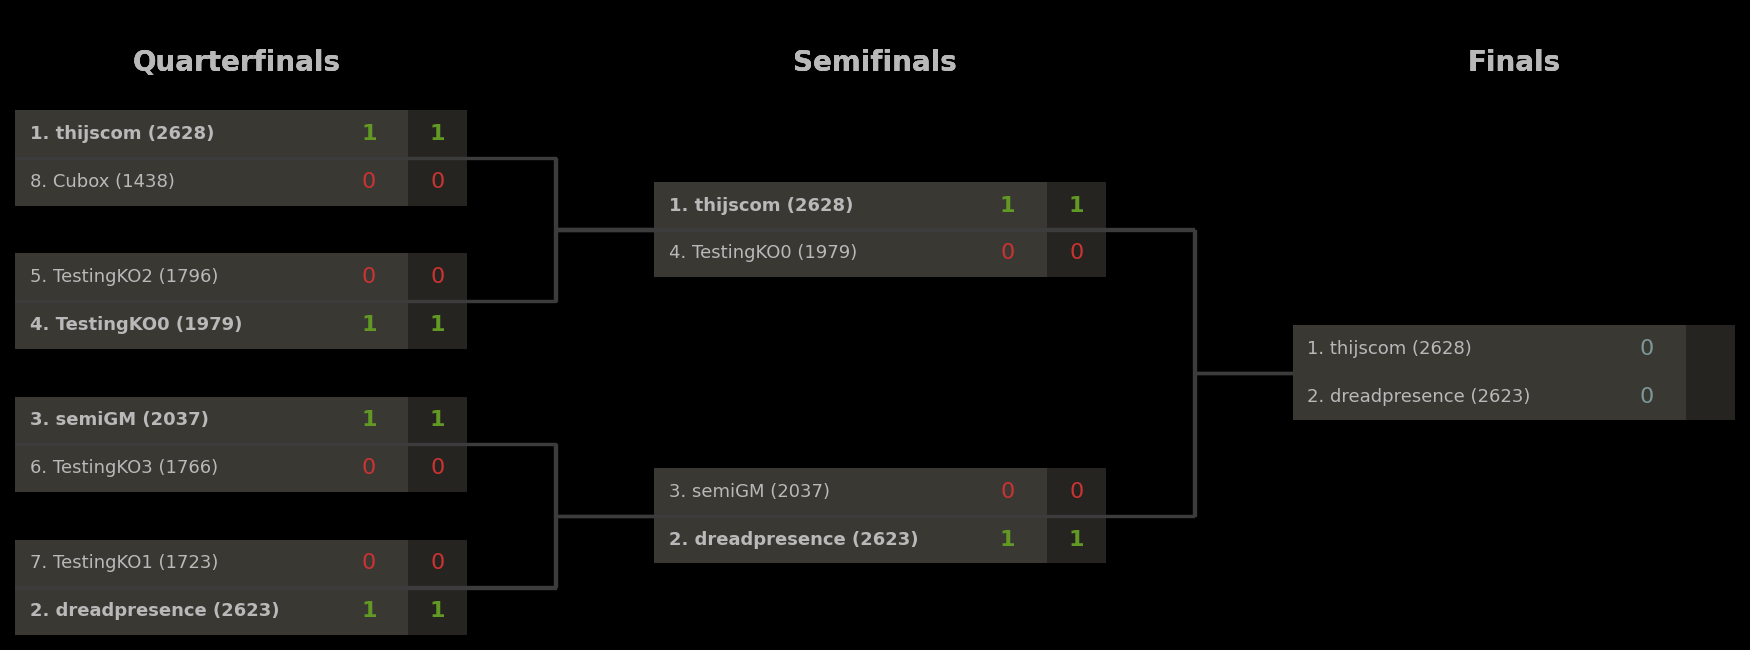 Quarterfinals
Semifinals
Finals
1. thijscom (2628) 1 1
8. Cubox (1438) 0 0
5. TestingKO2 (1796) 0 0
4. TestingKO0 (1979) 1 1
3. semiGM (2037) 1 1
6. TestingKO3 (1766) 0 0
7. TestingKO1 (1723) 0 0
2. dreadpresence (2623) 1 1
1. thijscom (2628) 1 1
4. TestingKO0 (1979) 0 0
3. semiGM (2037) 0 0
2. dreadpresence (2623) 1 1
1. thijscom (2628) 0
2. dreadpresence (2623) 0